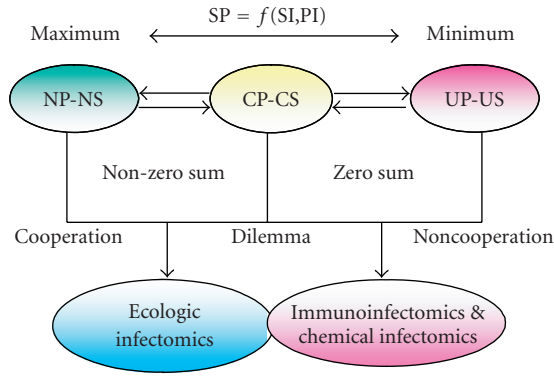 SP = f(SI,PI)
Maximum
Minimum
NP-NS
CP-CS
UP-US
Non-zero sum
Zero sum
Cooperation
Dilemma
Noncooperation
Ecologic
infectomics
Immunoinfectomics &
chemical infectomics